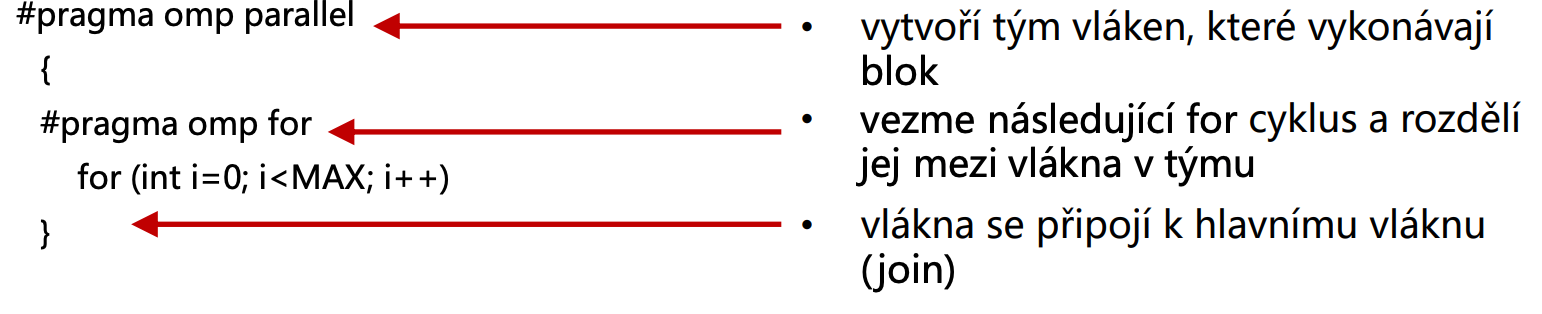 #pragma omp parallel
{
#pragma omp for
for (int i=0; i<MAX; i++)
}
• vytvoří tým vláken, které vykonávají
blok
• vezme následující for cyklus a rozdělí
jej mezi vlákna v týmu
• vlákna se připojí k hlavnímu vláknu
(join)